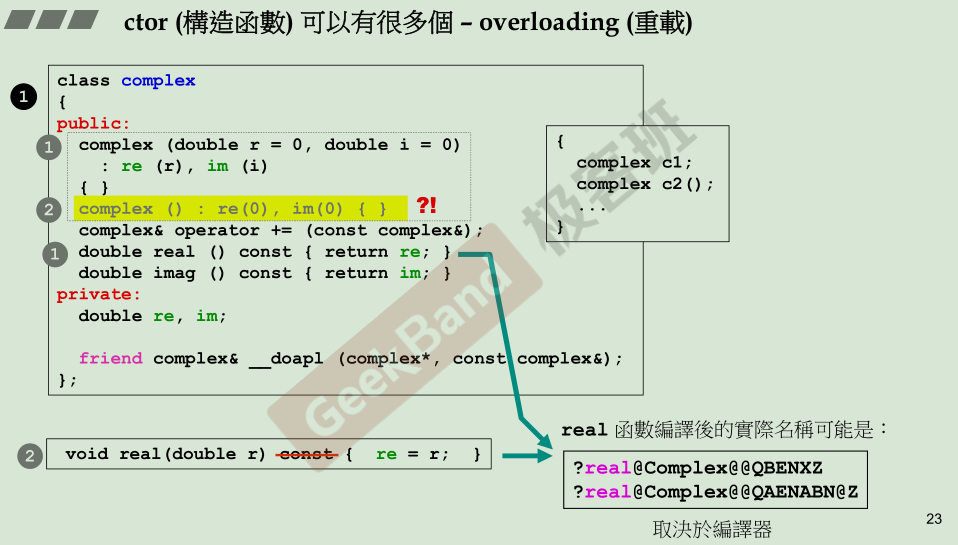 ctor (構造函數) 可以有很多個 – overloading (重載)
1
class complex
{
public:
1
complex (double r = 0, double i = 0)
: re (r), im (i)
{ }
2
complex () : re(0), im(0) { }
?!
complex& operator += (const complex&);
1
double real () const { return re; }
double imag () const { return im; }
private:
double re, im;
friend complex& __doapl (complex*, const complex&);
};
{
complex c1;
complex c2();
...
}
GeekBand 极客班
2
void real(double r) const { re = r; }
real 函數編譯後的實際名稱可能是：
?real@Complex@@QBENXZ
?real@Complex@@QAENABN@Z
取決於編譯器
23